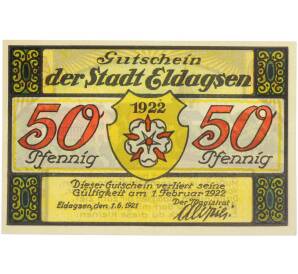 Gutschein
der Stadt Eldagsen
50 1922 50
Pfennig Pfennig
Dieser Gutschein verliert seine
Gültigkeit am 1. Februar 1922
Eldagsen, den 1.6.1921 Der Magistrat